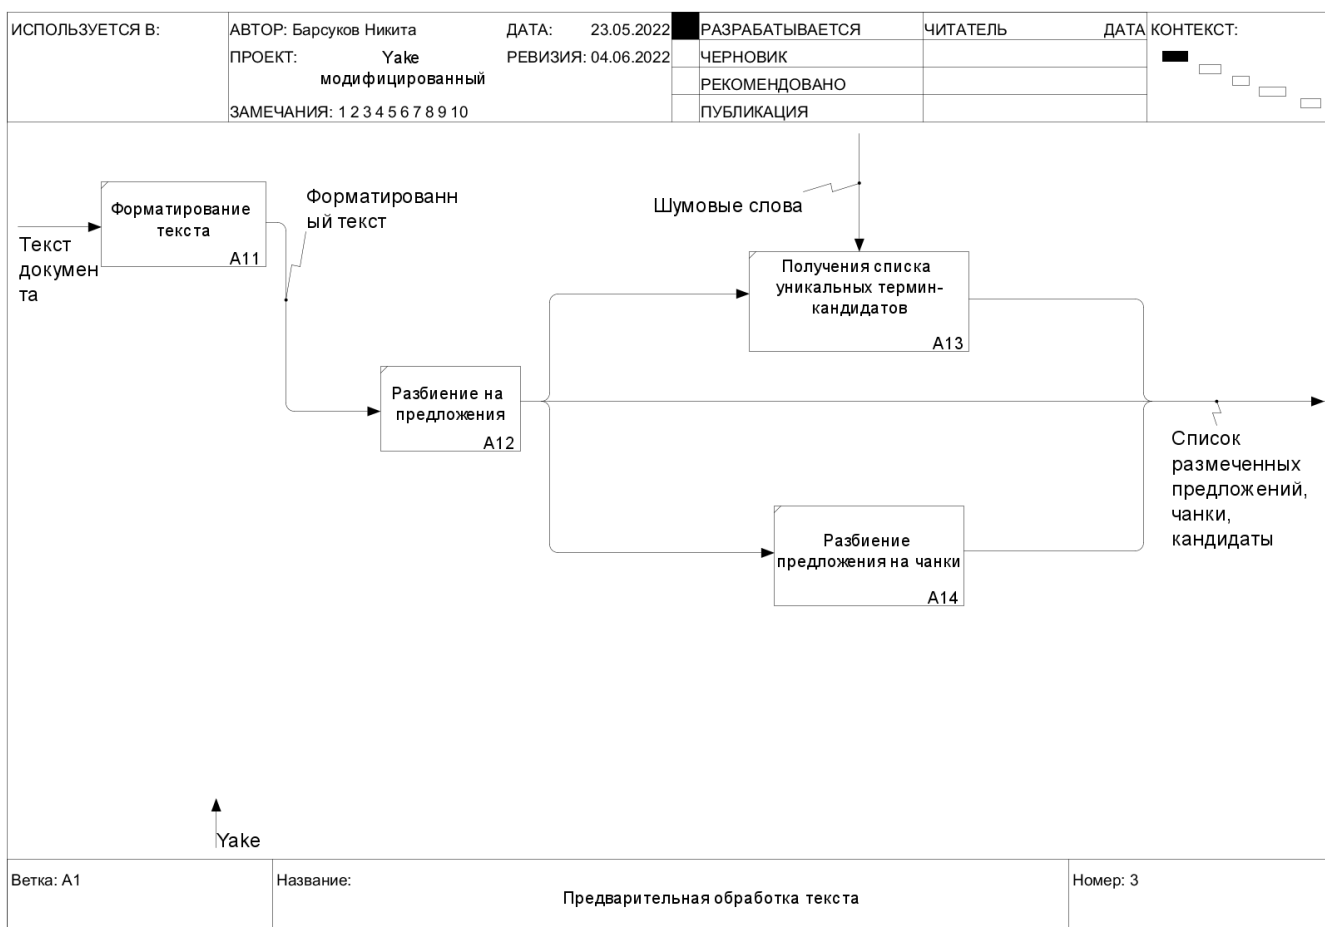 ИСПОЛЬЗУЕТСЯ В:
АВТОР: Барсуков Никита
ДАТА: 23.05.2022
РАЗРАБАТЫВАЕТСЯ
ЧИТАТЕЛЬ
ДАТА
КОНТЕКСТ:
ПРОЕКТ: Yake
модифицированный
РЕВИЗИЯ: 04.06.2022
ЧЕРНОВИК
РЕКОМЕНДОВАНО
ЗАМЕЧАНИЯ: 1 2 3 4 5 6 7 8 9 10
ПУБЛИКАЦИЯ
Текст
докумен
та
Форматирование
текста
A11
Форматированн
ый текст
Шумовые слова
Получения списка
уникальных термин-
кандидатов
A13
Разбиение на
предложения
A12
Разбиение
предложения на чанки
A14
Список
размеченных
предложений,
чанки,
кандидаты
Yake
Ветка: A1
Название:
Предварительная обработка текста
Номер: 3